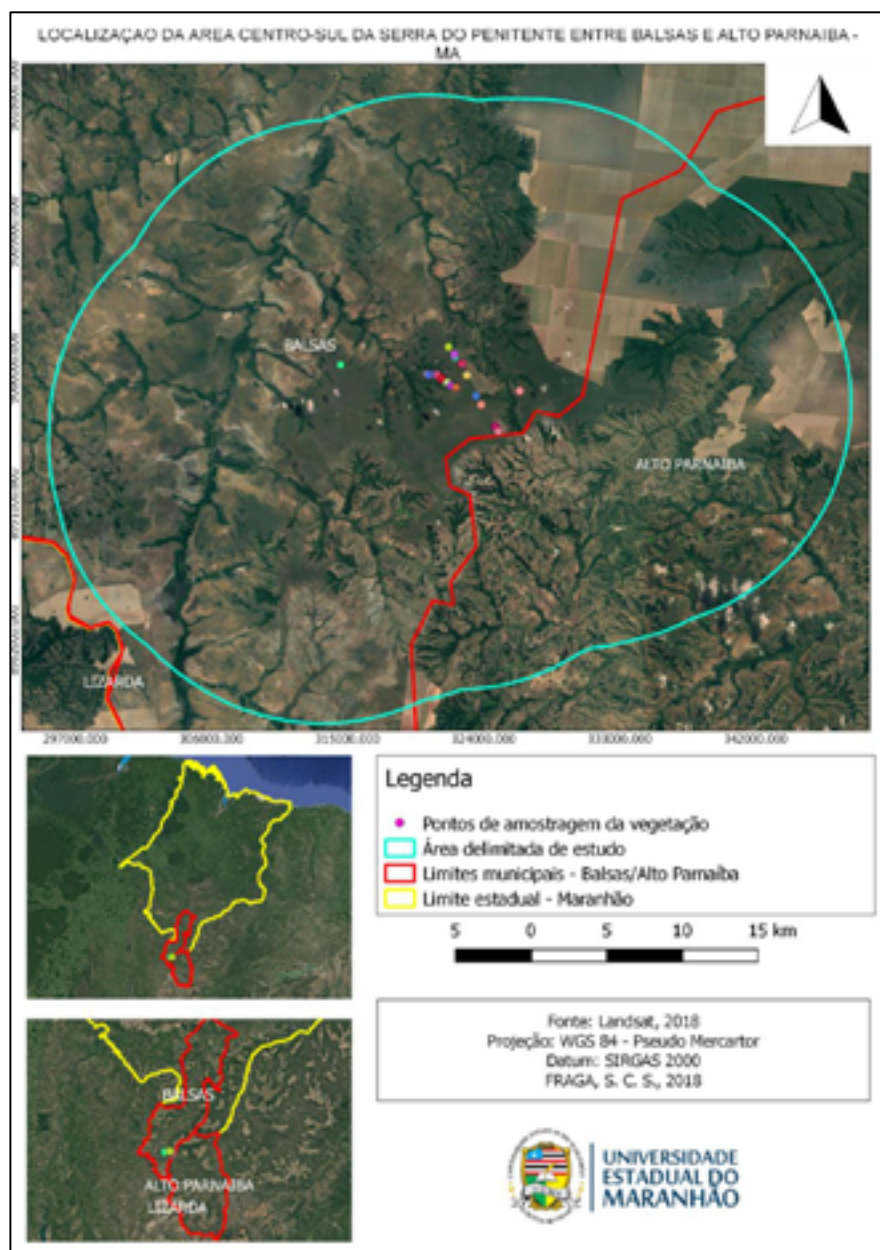 LOCALIZAÇÃO DA AREA CENTRO-SUL DA SERRA DO PENITENTE ENTRE BALSAS E ALTO PARNAIBA -
MA
BALSAS
ALTO PARNAÍBA
LIZARDA
297000.000 306000.000 315000.000 324000.000 333000.000 342000.000
Legenda
Pontos de amostragem da vegetação
Área delimitada de estudo
Limites municipais - Balsas/Alto Parnaíba
Limite estadual - Maranhão
5 0 5 10 15 km
Fonte: Landsat, 2018
Projeção: WGS 84 - Pseudo Mercartor
Datum: SIRGAS 2000
FRAGA, S. C. S., 2018
BALSAS
ALTO PARNAÍBA
LIZARDA
UNIVERSIDADE
ESTADUAL DO
MARANHÃO